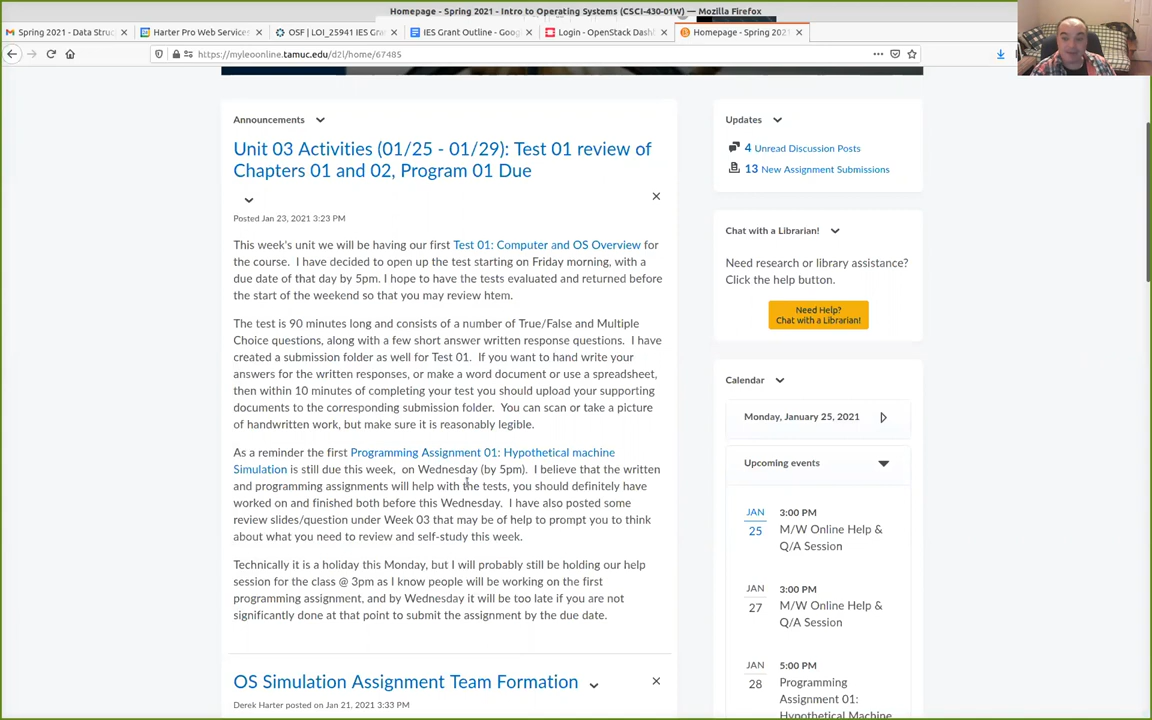 Homepage - Spring 2021 - Intro to Operating Systems (CSCI-430-01W) — Mozilla Firefox
Spring 2021 - Data Struc
Harter Pro Web Services
OSF | LOI_25941 IES Gra
IES Grant Outline - Goog
Login - OpenStack Dash
Homepage - Spring 2021
https://myleoonline.tamuc.edu/d2l/home/67485
Announcements
Unit 03 Activities (01/25 - 01/29): Test 01 review of
Chapters 01 and 02, Program 01 Due
Posted Jan 23, 2021 3:23 PM
This week's unit we will be having our first Test 01: Computer and OS Overview for
the course. I have decided to open up the test starting on Friday morning, with a
due date of that day by 5pm. I hope to have the tests evaluated and returned before
the start of the weekend so that you may review htem.
The test is 90 minutes long and consists of a number of True/False and Multiple
Choice questions, along with a few short answer written response questions. I have
created a submission folder as well for Test 01. If you want to hand write your
answers for the written responses, or make a word document or use a spreadsheet,
then within 10 minutes of completing your test you should upload your supporting
documents to the corresponding submission folder. You can scan or take a picture
of handwritten work, but make sure it is reasonably legible.
As a reminder the first Programming Assignment 01: Hypothetical machine
Simulation is still due this week, on Wednesday (by 5pm). I believe that the written
and programming assignments will help with the tests, you should definitely have
worked on and finished both before this Wednesday. I have also posted some
review slides/question under Week 03 that may be of help to prompt you to think
about what you need to review and self-study this week.
Technically it is a holiday this Monday, but I will probably still be holding our help
session for the class @ 3pm as I know people will be working on the first
programming assignment, and by Wednesday it will be too late if you are not
significantly done at that point to submit the assignment by the due date.
OS Simulation Assignment Team Formation
Derek Harter posted on Jan 21, 2021 3:33 PM
Updates
4 Unread Discussion Posts
13 New Assignment Submissions
Chat with a Librarian!
Need research or library assistance?
Click the help button.
Need Help?
Chat with a Librarian!
Calendar
Monday, January 25, 2021
Upcoming events
JAN
25
3:00 PM
M/W Online Help &
Q/A Session
JAN
27
3:00 PM
M/W Online Help &
Q/A Session
JAN
28
5:00 PM
Programming
Assignment 01:
Hypothetical Machine